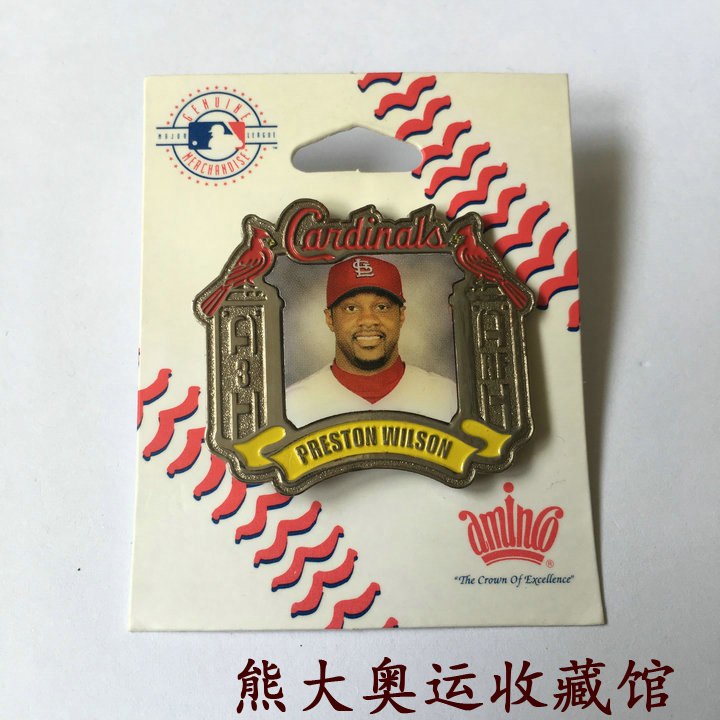 GENUINE
MAJOR LEAGUE
MERCHANDISE
Cardinals
STL
PRESTON WILSON
aminco
®
"The Crown Of Excellence"
熊大奥运收藏馆